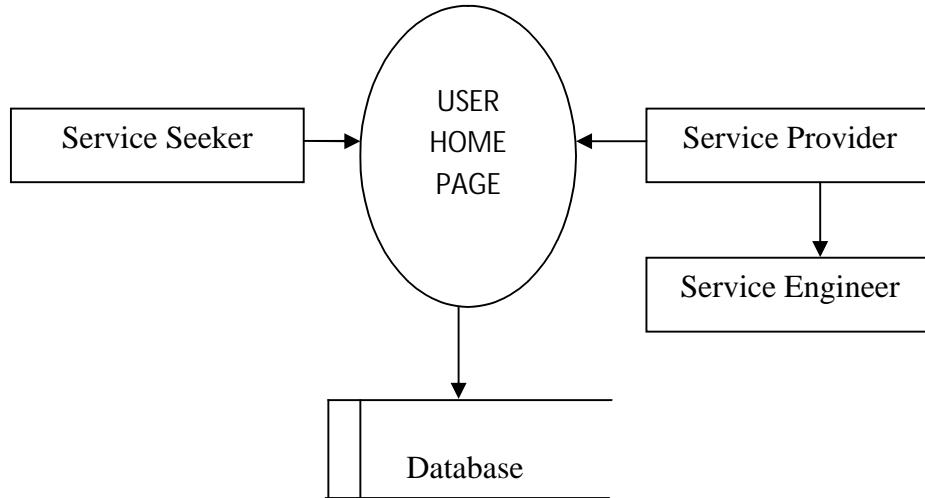 USER
HOME
PAGE
Service Seeker
Service Provider
Service Engineer
Database